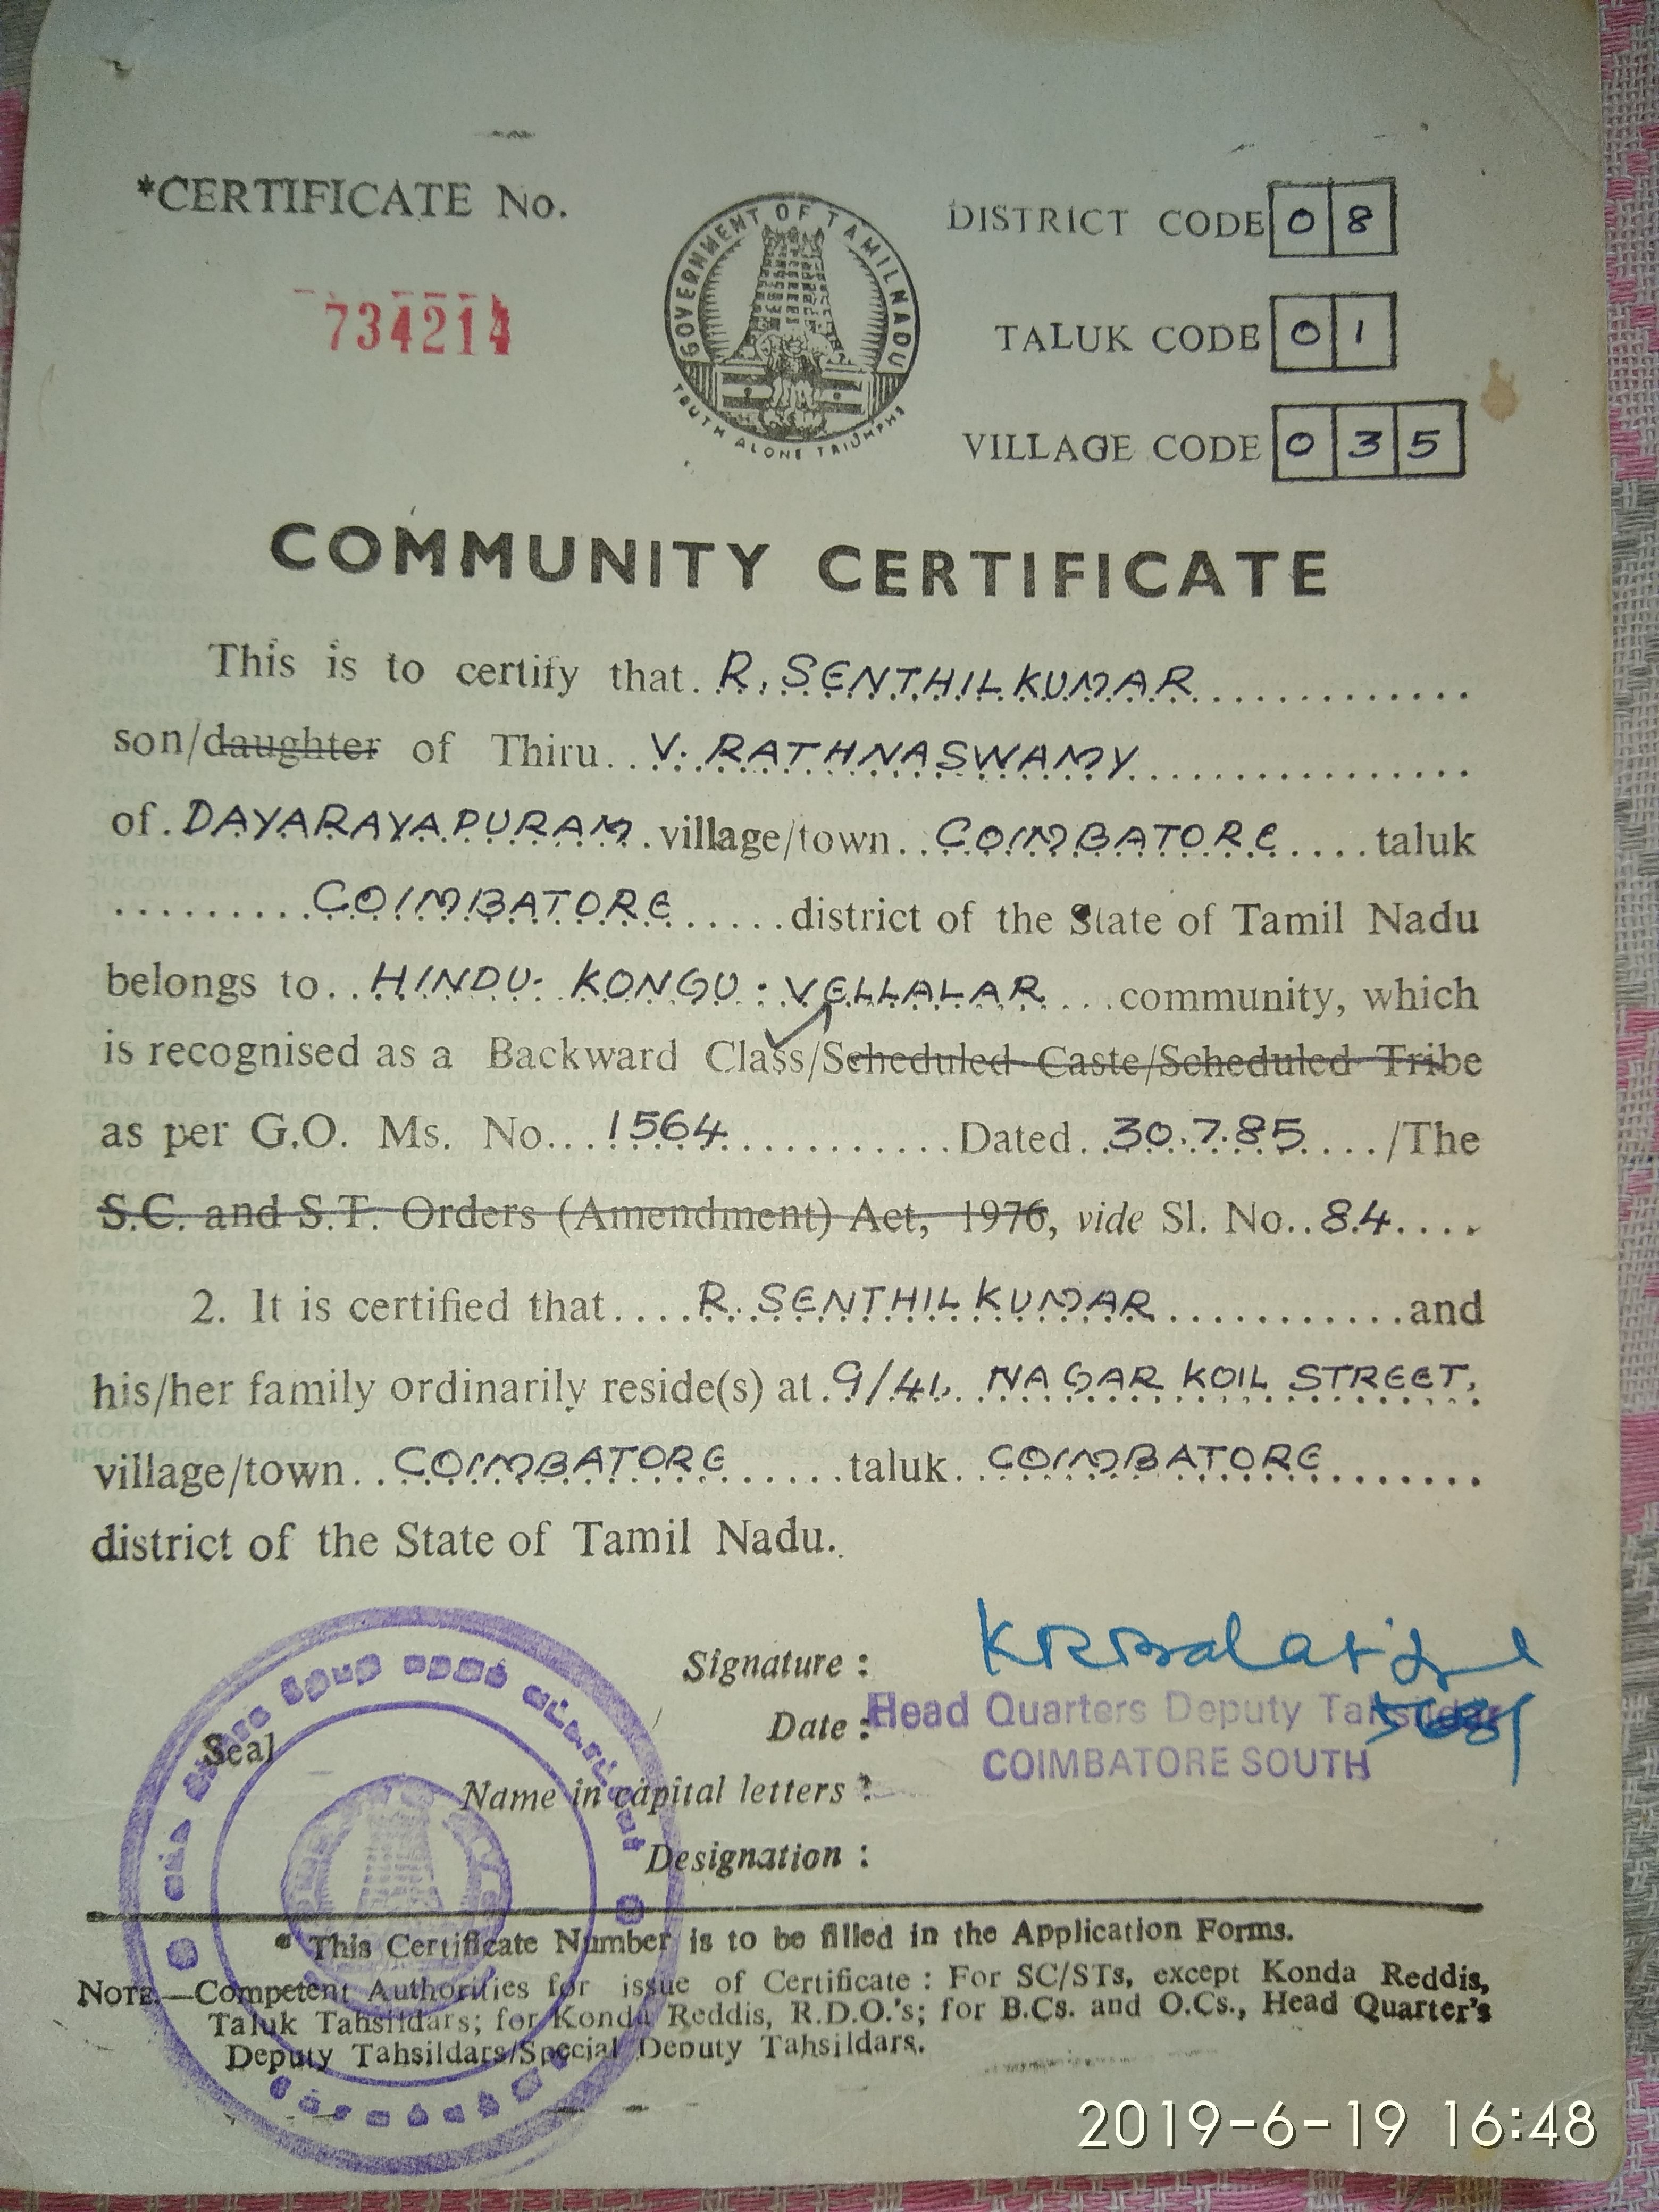 *CERTIFICATE No.
734214
GOVERNMENT OF TAMILNADU
TRUTH ALONE TRIUMPHS
DISTRICT CODE 0 8
TALUK CODE 0 1
VILLAGE CODE 0 3 5
COMMUNITY CERTIFICATE
This is to certify that. R. SENTHILKUMAR
son/daughter of Thiru. V. RATHNASWAMY
of. DAYARAYAPURAM village/town COIMBATORE taluk
COIMBATORE district of the State of Tamil Nadu
belongs to HINDU. KONGU : VELLALAR community, which
is recognised as a Backward Class/Scheduled Caste/Scheduled Tribe
as per G.O. Ms. No. 1564 Dated 30.7.85 /The
S.C. and S.T. Orders (Amendment) Act, 1976, vide Sl. No. 84
2. It is certified that R. SENTHILKUMAR and
his/her family ordinarily reside(s) at 9/41, NAGAR KOIL STREET,
village/town COIMBATORE taluk COIMBATORE
district of the State of Tamil Nadu.
Signature :
Date :
Head Quarters Deputy Tahsildar
COIMBATORE SOUTH
Seal
Name in capital letters :
Designation :
* This Certificate Number is to be filled in the Application Forms.
NOTE.—Competent Authorities for issue of Certificate : For SC/STs, except Konda Reddis,
Taluk Tahsildars; for Konda Reddis, R.D.O.'s; for B.Cs. and O.Cs., Head Quarter's
Deputy Tahsildars/Special Deputy Tahsildars.
2019-6-19 16:48